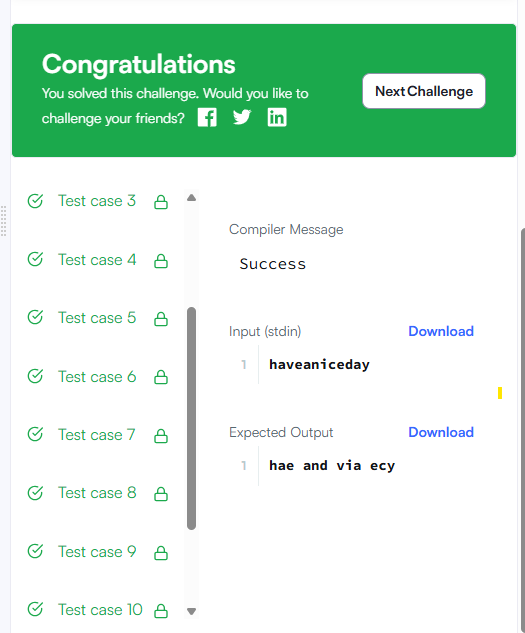 Congratulations
You solved this challenge. Would you like to
challenge your friends?
Next Challenge
Test case 3
Test case 4
Test case 5
Test case 6
Test case 7
Test case 8
Test case 9
Test case 10
Compiler Message
Success
Input (stdin)
Download
1 haveaniceday
Expected Output
Download
1 hae and via ecy